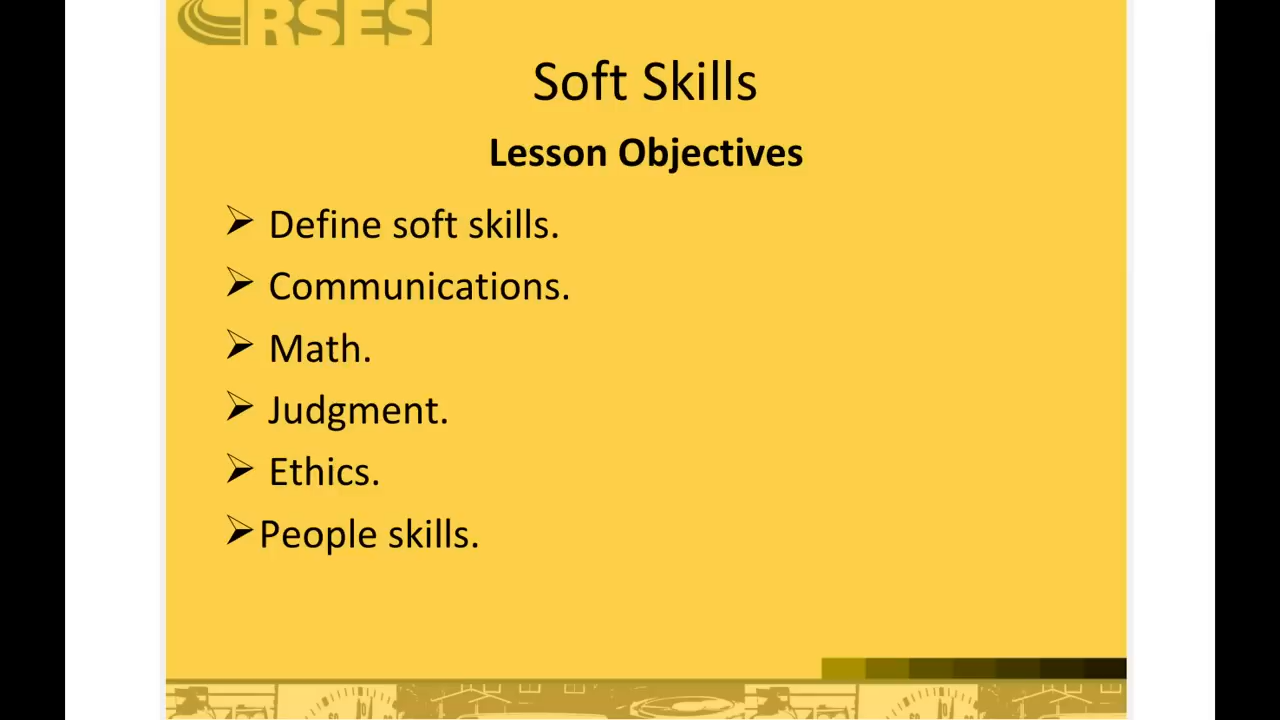 RSES
Soft Skills
Lesson Objectives
Define soft skills.
Communications.
Math.
Judgment.
Ethics.
People skills.